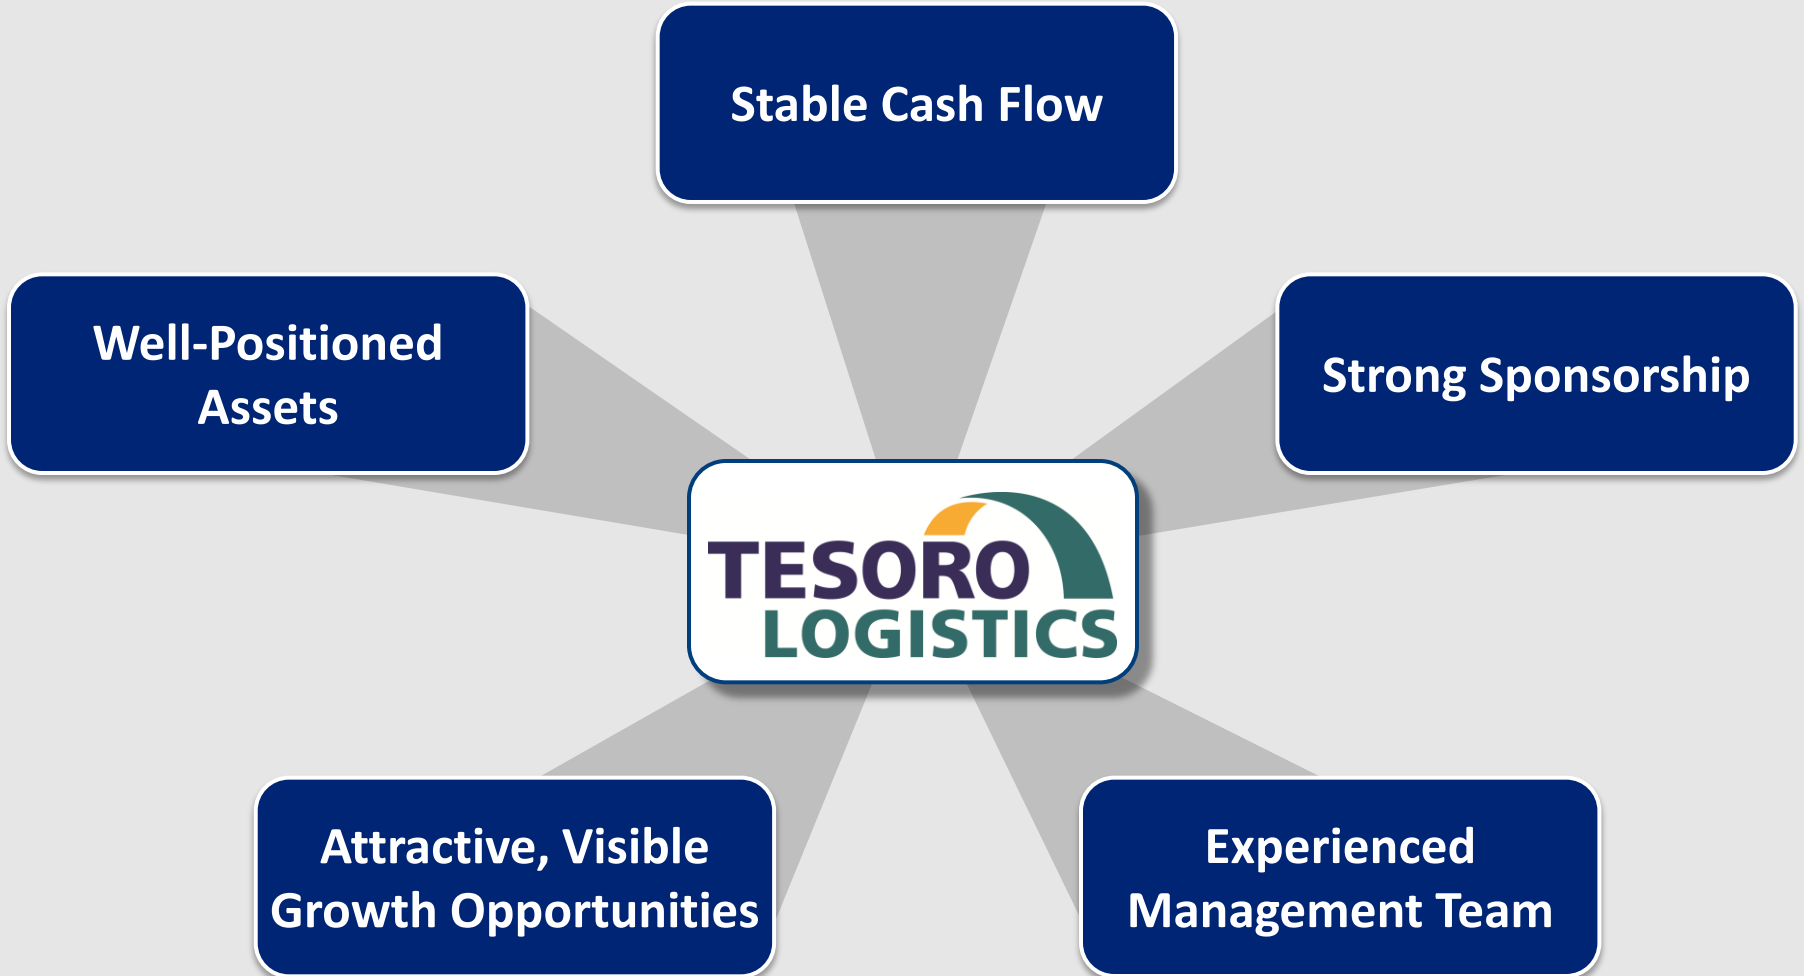 Stable Cash Flow
Well-Positioned
Assets
Strong Sponsorship
TESORO
LOGISTICS
Attractive, Visible
Growth Opportunities
Experienced
Management Team